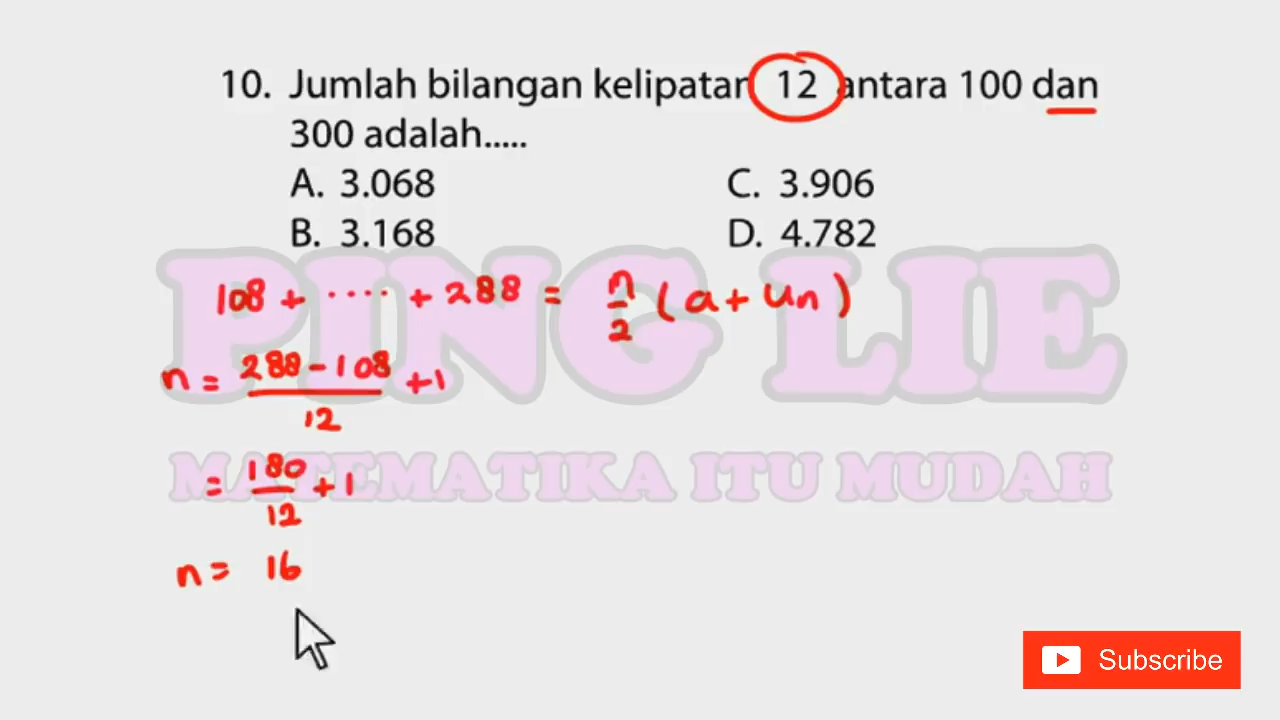 10. Jumlah bilangan kelipatan 12 antara 100 dan
300 adalah.....
A. 3.068
C. 3.906
B. 3.168
D. 4.782
PING LIE
108 + .... + 288 = n/2 (a + Un)
n = 288 - 108 / 12 + 1
MATEMATIKA ITU MUDAH
= 180/12 + 1
n = 16
Subscribe